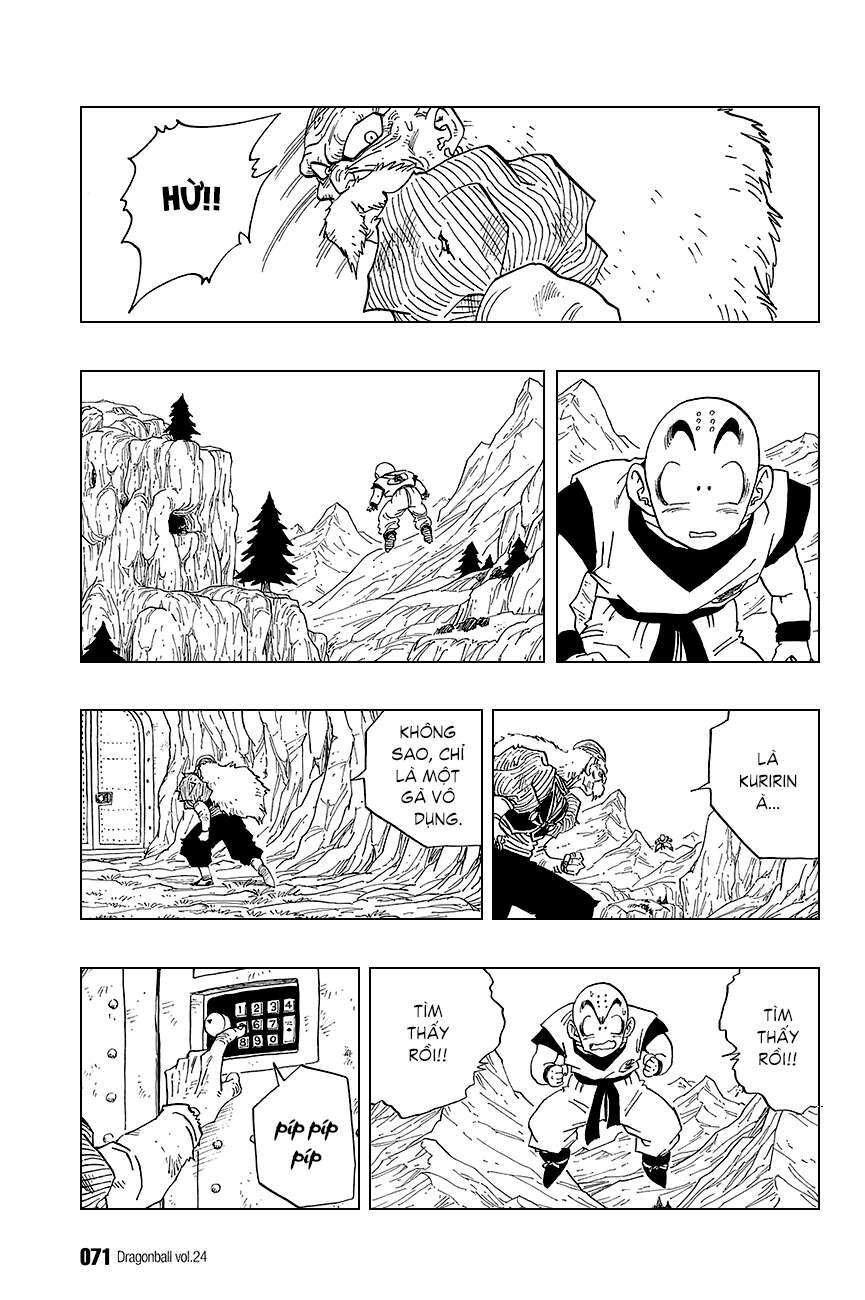 HỪ!!
LÀ
KURIRIN
À...
KHÔNG
SAO, CHỈ
LÀ MỘT
GÃ VÔ
DỤNG.
TÌM
THẤY
RỒI!!
TÌM
THẤY
RỒI!!
1 2 3 4
6 7
8 9 0
píp píp
píp
071 Dragonball vol.24